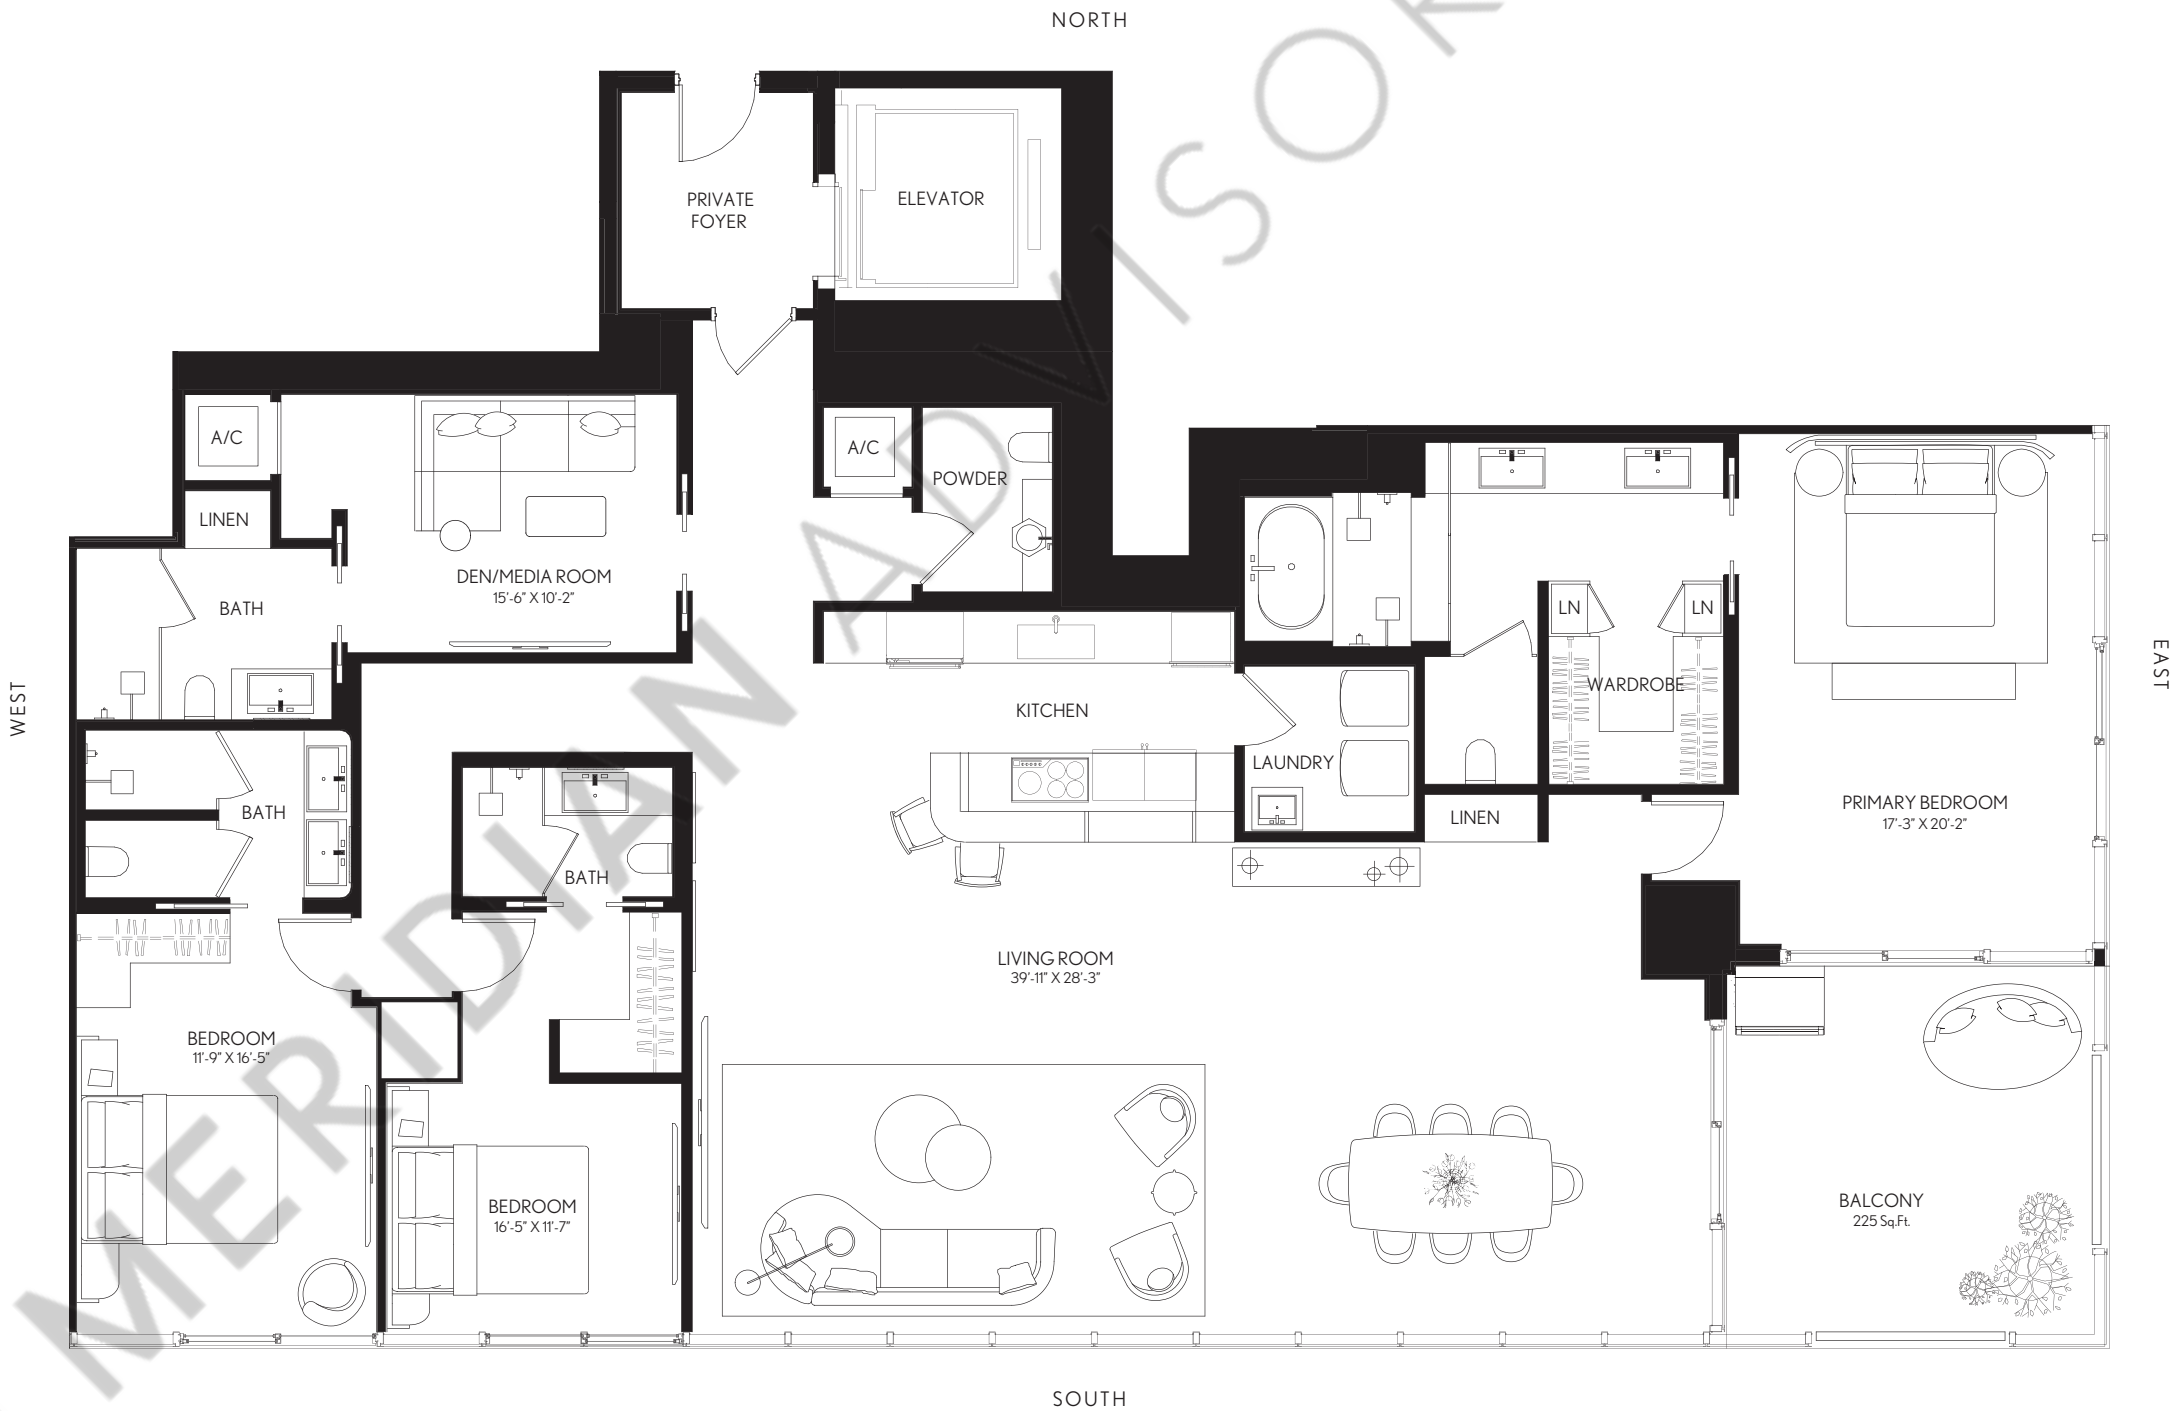 NORTH
PRIVATE
FOYER
ELEVATOR
A/C
A/C
POWDER
LINEN
DEN/MEDIA ROOM
15'-6" X 10'-2"
BATH
LN
LN
WARDROBE
WEST
EAST
KITCHEN
LAUNDRY
LINEN
PRIMARY BEDROOM
17'-3" X 20'-2"
BATH
BATH
LIVING ROOM
39'-11" X 28'-3"
BEDROOM
11'-9" X 16'-5"
BEDROOM
16'-5" X 11'-7"
BALCONY
225 Sq.Ft.
SOUTH
MERIDIAN ADVISOR